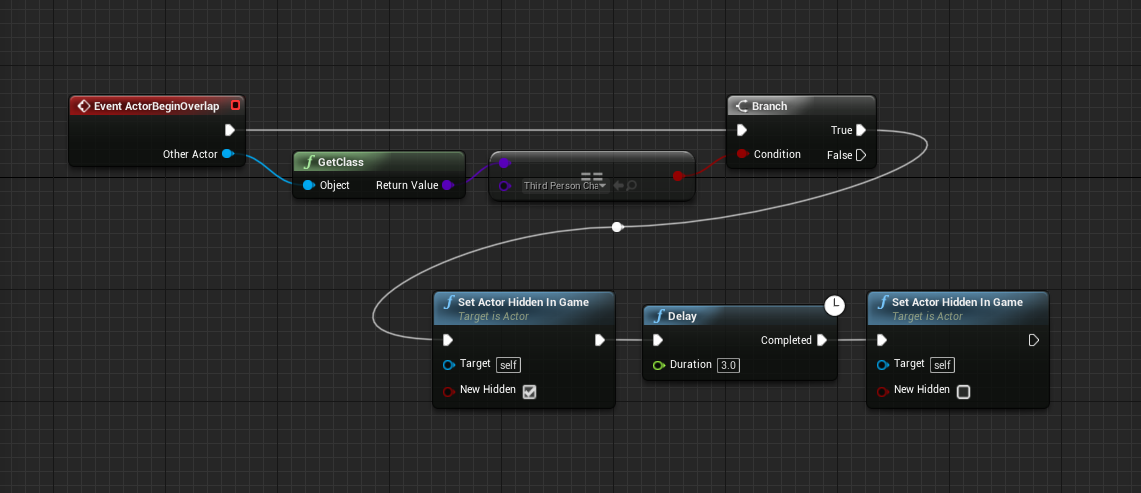 Event ActorBeginOverlap
Other Actor
GetClass
Object
Return Value
==
Third Person Cha
Branch
True
Condition
False
Set Actor Hidden In Game
Target is Actor
Target self
New Hidden
Delay
Completed
Duration 3.0
Set Actor Hidden In Game
Target is Actor
Target self
New Hidden